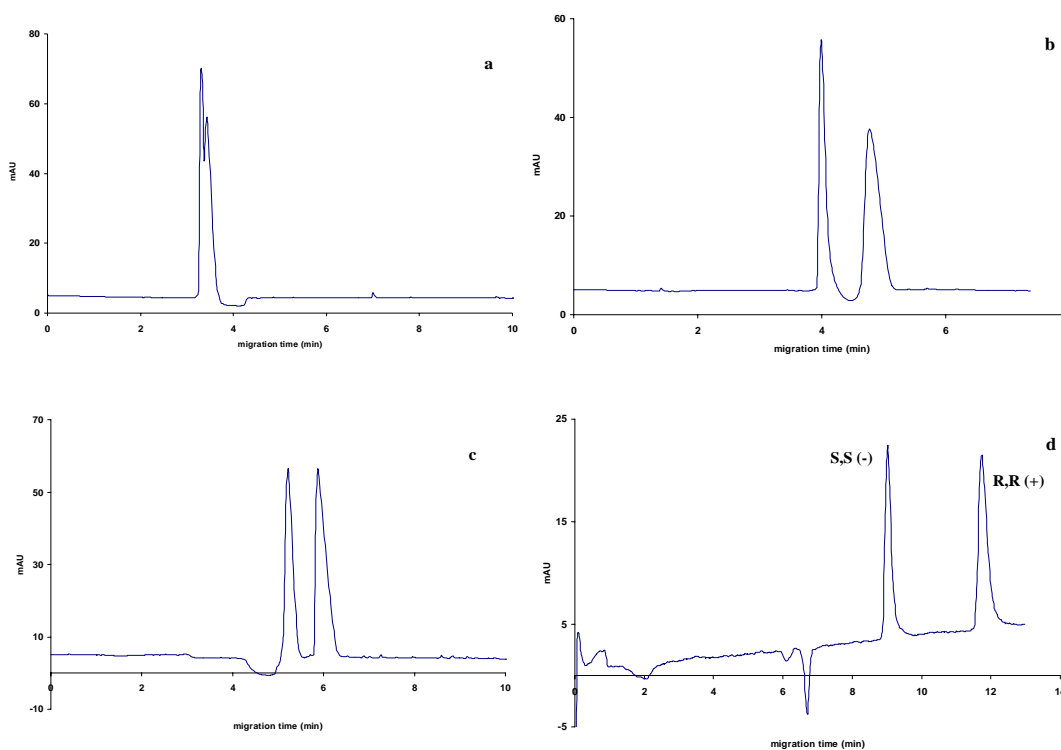 a
80
60
40
20
0
mAU
0 2 4 6 8 10
migration time (min)
b
60
40
20
0
mAU
0 2 4 6
migration time (min)
c
70
50
30
10
-10
mAU
0 2 4 6 8 10
migration time (min)
d
25
15
5
-5
mAU
S,S (-)
R,R (+)
0 2 4 6 8 10 12 14
migration time (min)